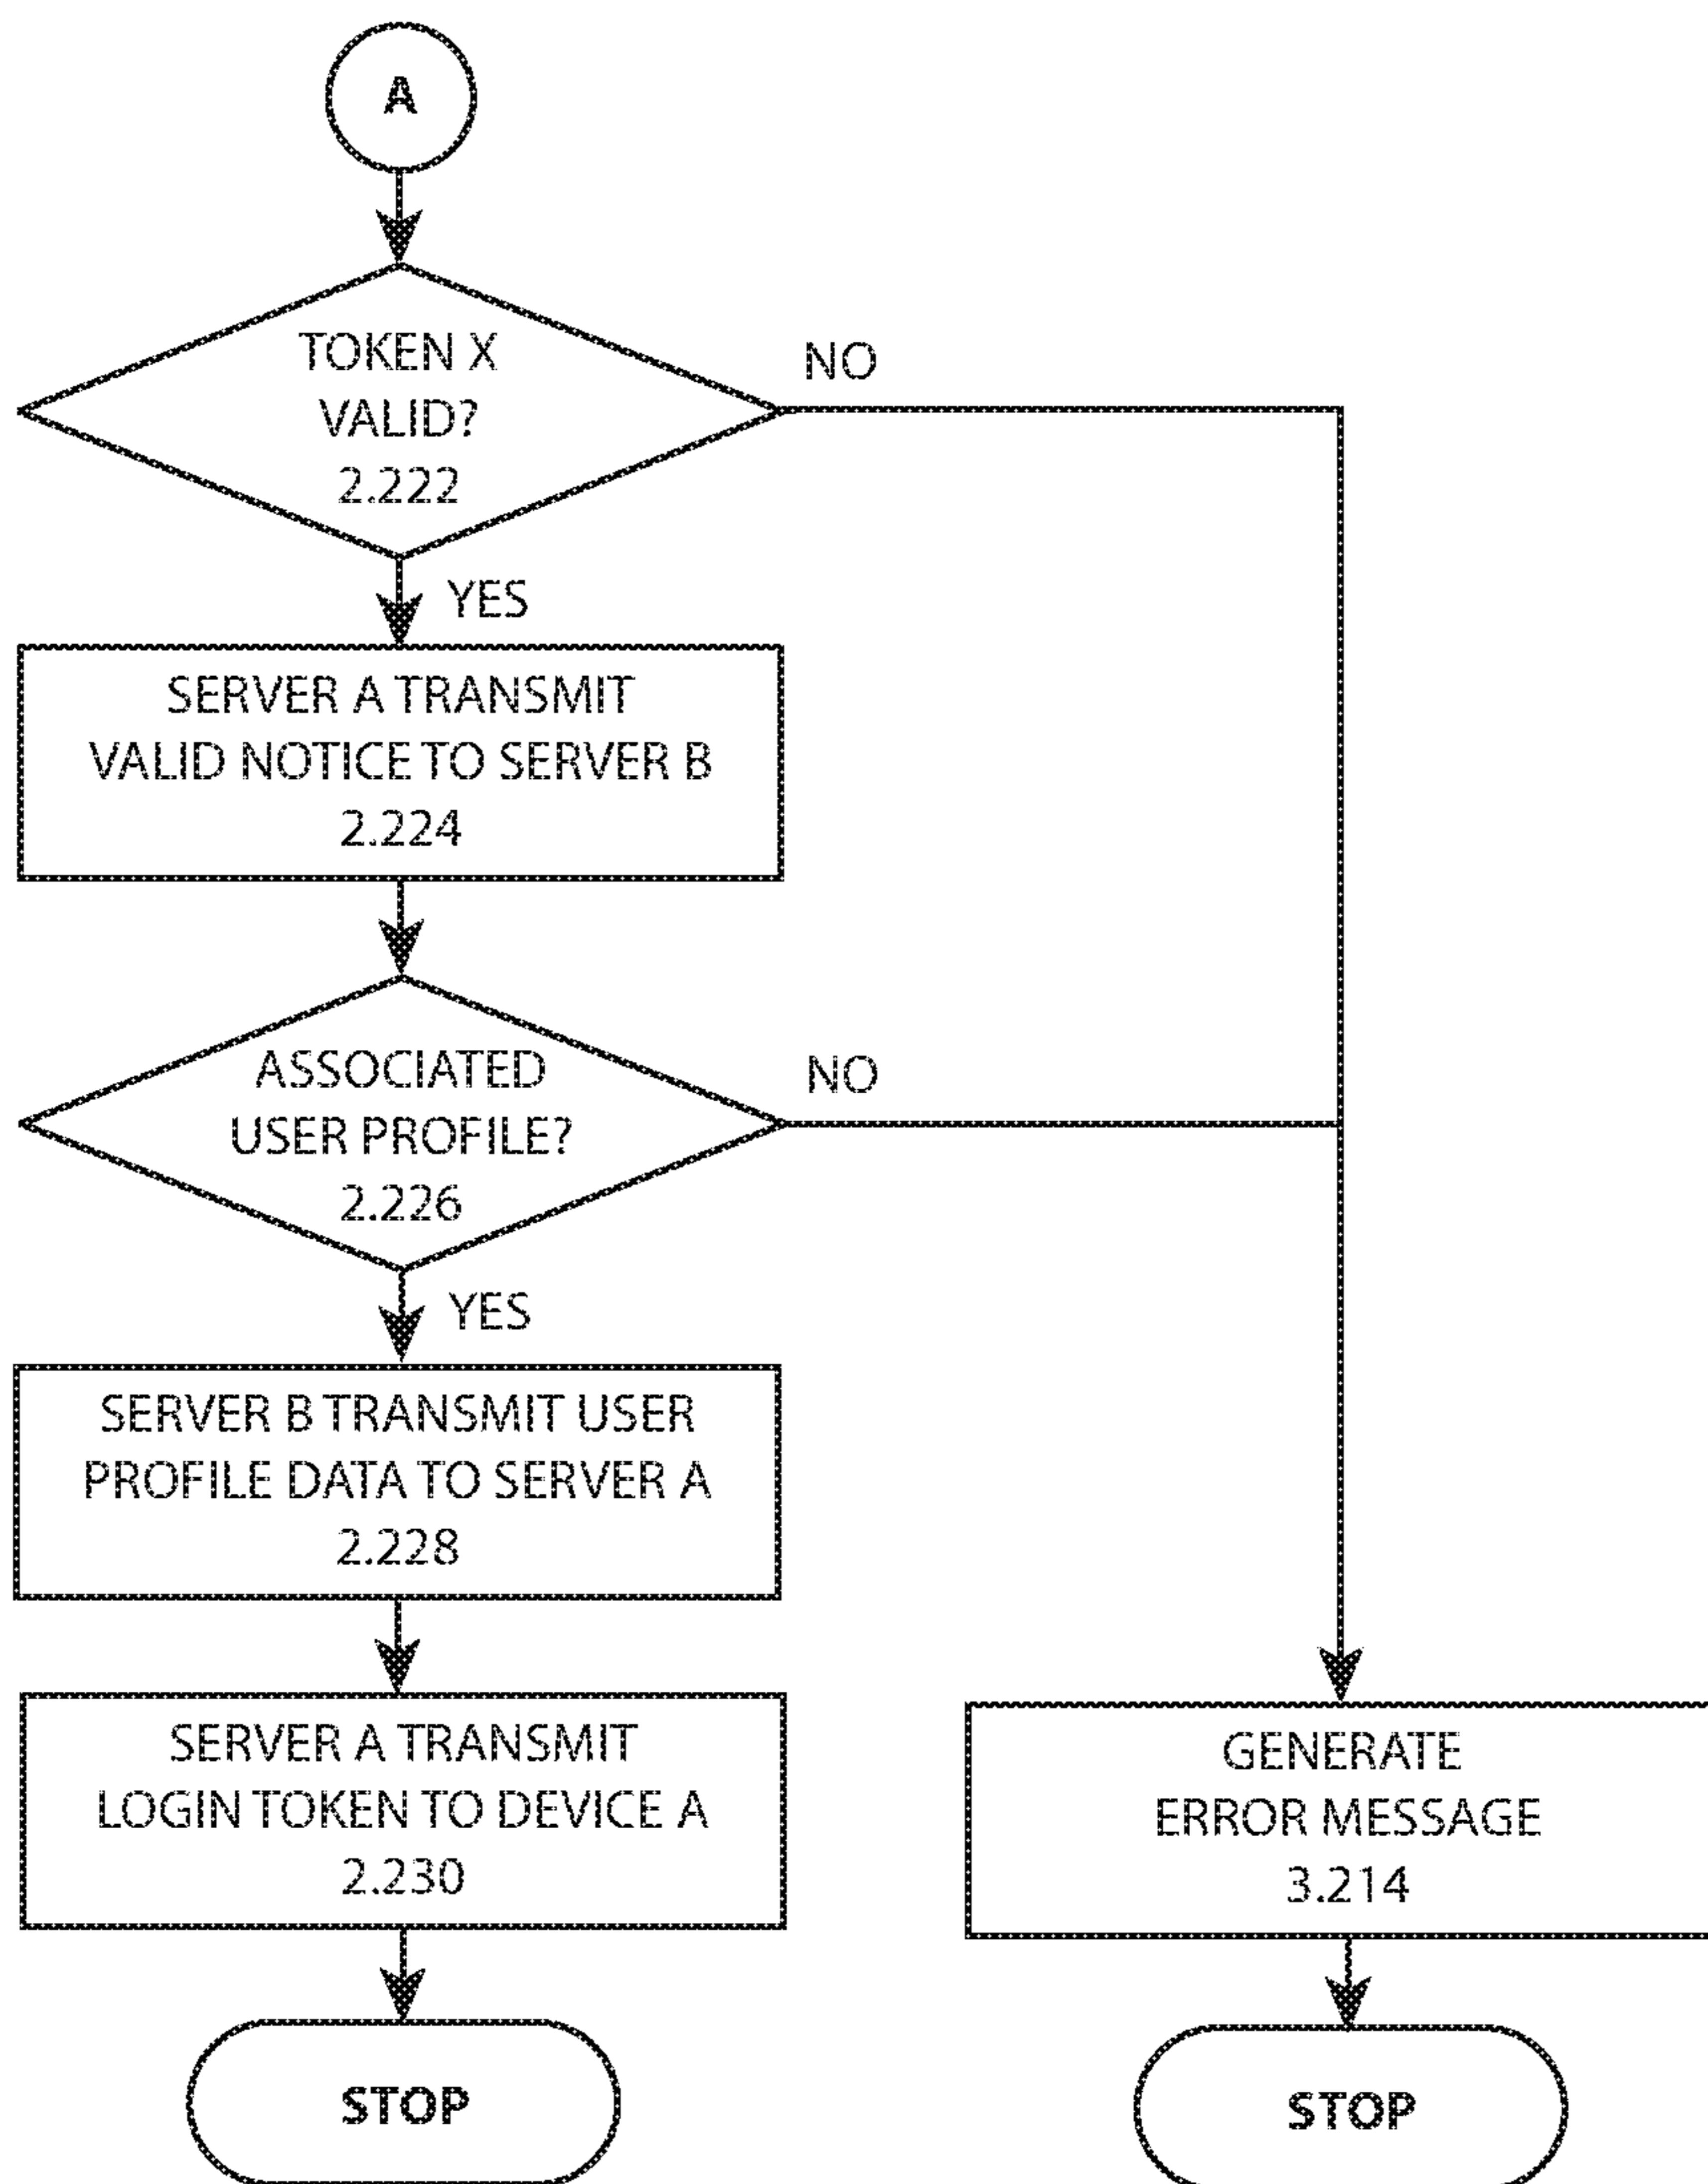 A
TOKEN X
VALID?
2.222
NO
YES
SERVER A TRANSMIT
VALID NOTICE TO SERVER B
2.224
ASSOCIATED
USER PROFILE?
2.226
NO
YES
SERVER B TRANSMIT USER
PROFILE DATA TO SERVER A
2.228
SERVER A TRANSMIT
LOGIN TOKEN TO DEVICE A
2.230
GENERATE
ERROR MESSAGE
3.214
STOP
STOP